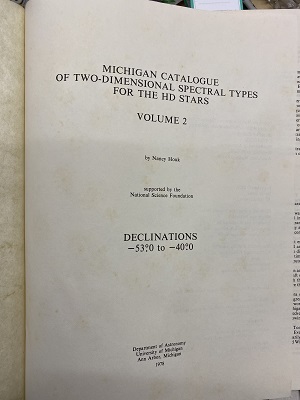 MICHIGAN CATALOGUE
OF TWO-DIMENSIONAL SPECTRAL TYPES
FOR THE HD STARS
VOLUME 2
by Nancy Houk
supported by the
National Science Foundation
DECLINATIONS
−53°.0 to −40°.0
Department of Astronomy
University of Michigan
Ann Arbor, Michigan
1978